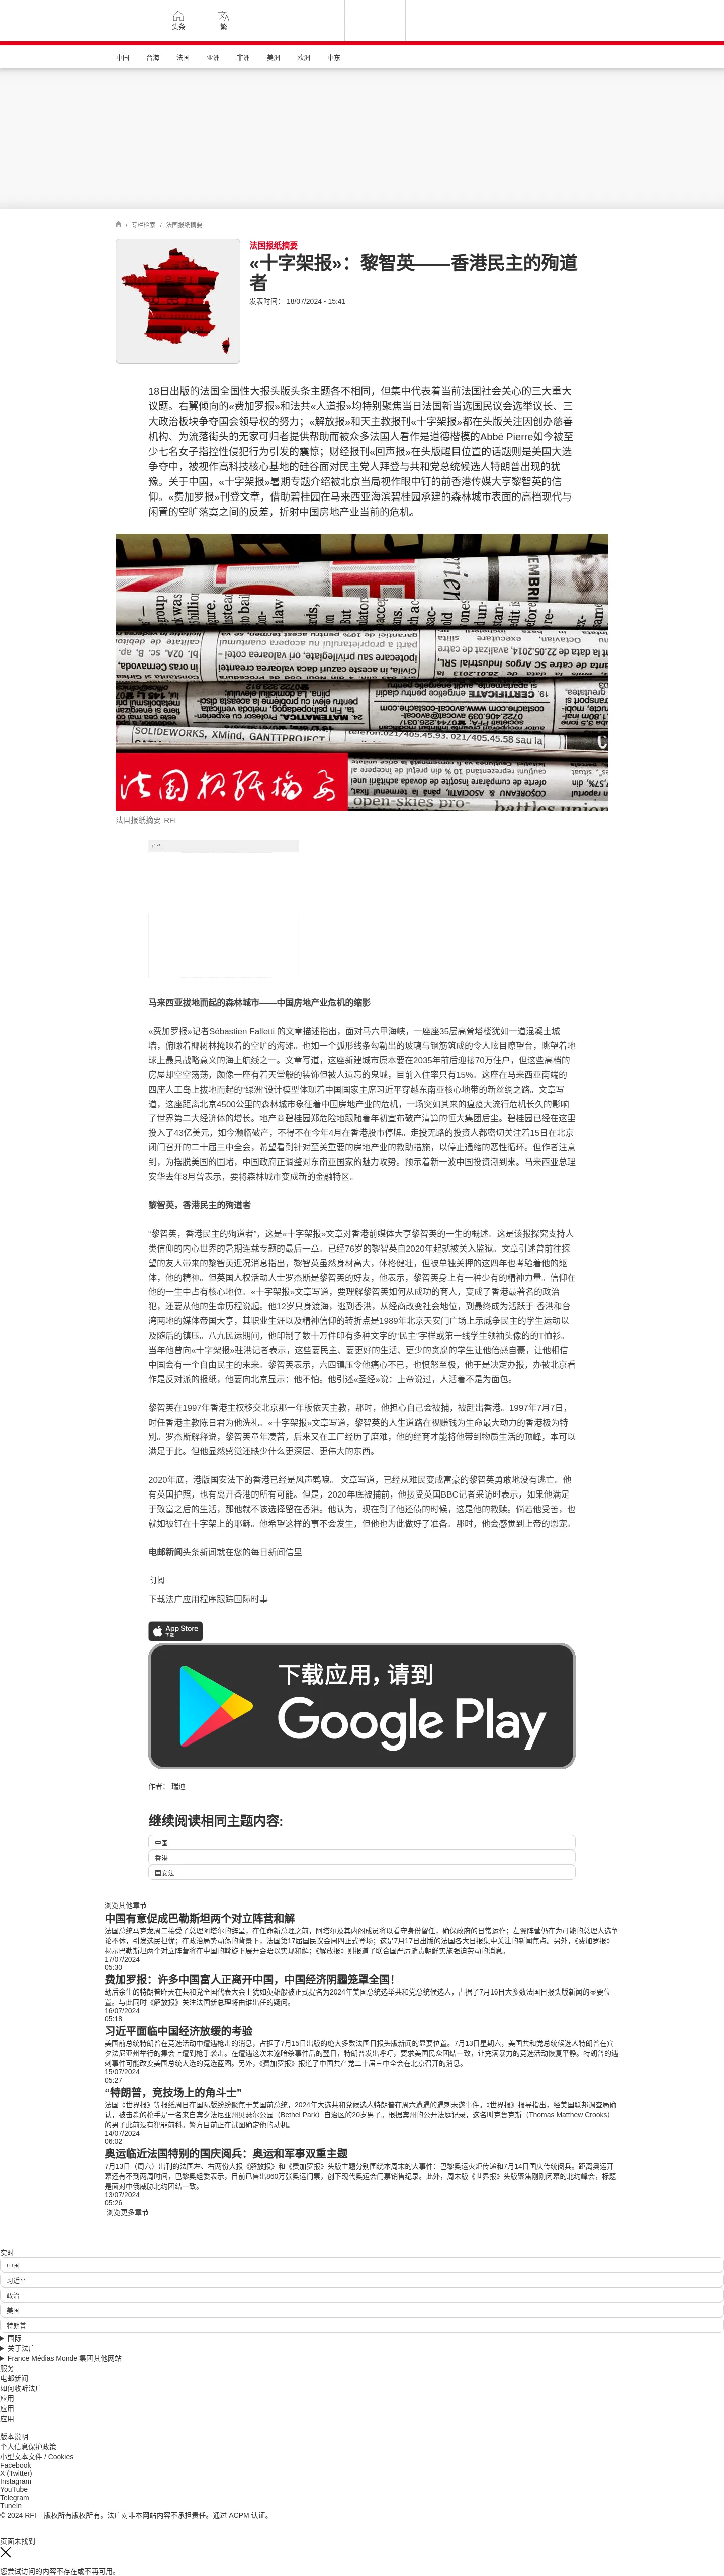 头条
繁
中国 台海 法国 亚洲 非洲 美洲 欧洲 中东
/ 专栏检索 / 法国报纸摘要
法国报纸摘要
«十字架报»：黎智英——香港民主的殉道
者
发表时间： 18/07/2024 - 15:41
18日出版的法国全国性大报头版头条主题各不相同，但集中代表着当前法国社会关心的三大重大
议题。右翼倾向的«费加罗报»和法共«人道报»均特别聚焦当日法国新当选国民议会选举议长、三
大政治板块争夺国会领导权的努力；«解放报»和天主教报刊«十字架报»都在头版关注因创办慈善
机构、为流落街头的无家可归者提供帮助而被众多法国人看作是道德楷模的Abbé Pierre如今被至
少七名女子指控性侵犯行为引发的震惊；财经报刊«回声报»在头版醒目位置的话题则是美国大选
争夺中，被视作高科技核心基地的硅谷面对民主党人拜登与共和党总统候选人特朗普出现的犹
豫。关于中国，«十字架报»暑期专题介绍被北京当局视作眼中钉的前香港传媒大亨黎智英的信
仰。«费加罗报»刊登文章，借助碧桂园在马来西亚海滨碧桂园承建的森林城市表面的高档现代与
闲置的空旷落寞之间的反差，折射中国房地产业当前的危机。
SOLIDEWORKS, XMind, GANTTPROJECT
法国报纸摘要
open-skies pro-
battles union
法国报纸摘要 RFI
广告
马来西亚拔地而起的森林城市——中国房地产业危机的缩影
«费加罗报»记者Sébastien Falletti 的文章描述指出，面对马六甲海峡，一座座35层高耸塔楼犹如一道混凝土城
墙，俯瞰着椰树林掩映着的空旷的海滩。也如一个弧形线条勾勒出的玻璃与钢筋筑成的令人眩目瞭望台，眺望着地
球上最具战略意义的海上航线之一。文章写道，这座新建城市原本要在2035年前后迎接70万住户，但这些高档的
房屋却空空荡荡，颇像一座有着天堂般的装饰但被人遗忘的鬼城，目前入住率只有15%。这座在马来西亚南端的
四座人工岛上拔地而起的“绿洲”设计模型体现着中国国家主席习近平穿越东南亚核心地带的新丝绸之路。文章写
道，这座距离北京4500公里的森林城市象征着中国房地产业的危机，一场突如其来的瘟疫大流行危机长久的影响
了世界第二大经济体的增长。地产商碧桂园郑危险地跟随着年初宣布破产清算的恒大集团后尘。碧桂园已经在这里
投入了43亿美元，如今濒临破产，不得不在今年4月在香港股市停牌。走投无路的投资人都密切关注着15日在北京
闭门召开的二十届三中全会，希望看到针对至关重要的房地产业的救助措施，以停止通缩的恶性循环。但作者注意
到，为摆脱美国的围堵，中国政府正调整对东南亚国家的魅力攻势。预示着新一波中国投资潮到来。马来西亚总理
安华去年8月曾表示，要将森林城市变成新的金融特区。
黎智英，香港民主的殉道者
“黎智英，香港民主的殉道者”，这是«十字架报»文章对香港前媒体大亨黎智英的一生的概述。这是该报探究支持人
类信仰的内心世界的暑期连载专题的最后一章。已经76岁的黎智英自2020年起就被关入监狱。文章引述曾前往探
望的友人带来的黎智英近况消息指出，黎智英虽然身材高大，体格健壮，但被单独关押的这四年也考验着他的躯
体，他的精神。但英国人权活动人士罗杰斯是黎智英的好友，他表示，黎智英身上有一种少有的精神力量。信仰在
他的一生中占有核心地位。«十字架报»文章写道，要理解黎智英如何从成功的商人，变成了香港最著名的政治
犯，还要从他的生命历程说起。他12岁只身渡海，逃到香港，从经商改变社会地位，到最终成为活跃于 香港和台
湾两地的媒体帝国大亨，其职业生涯以及精神信仰的转折点是1989年北京天安门广场上示威争民主的学生运动以
及随后的镇压。八九民运期间，他印制了数十万件印有多种文字的“民主”字样或第一线学生领袖头像的的T恤衫。
当年他曾向«十字架报»驻港记者表示，这些要民主、要更好的生活、更少的贪腐的学生让他倍感自豪，让他相信
中国会有一个自由民主的未来。黎智英表示，六四镇压令他痛心不已，也愤怒至极，他于是决定办报，办被北京看
作是反对派的报纸，他要向北京显示：他不怕。他引述«圣经»说：上帝说过，人活着不是为面包。
黎智英在1997年香港主权移交北京那一年皈依天主教，那时，他担心自己会被捕，被赶出香港。1997年7月7日，
时任香港主教陈日君为他洗礼。«十字架报»文章写道，黎智英的人生道路在视赚钱为生命最大动力的香港极为特
别。罗杰斯解释说，黎智英童年凄苦，后来又在工厂经历了磨难，他的经商才能将他带到物质生活的顶峰，本可以
满足于此。但他显然感觉还缺少什么更深层、更伟大的东西。
2020年底，港版国安法下的香港已经是风声鹤唳。 文章写道，已经从难民变成富豪的黎智英勇敢地没有逃亡。他
有英国护照，也有离开香港的所有可能。但是，2020年底被捕前，他接受英国BBC记者采访时表示，如果他满足
于致富之后的生活，那他就不该选择留在香港。他认为，现在到了他还债的时候，这是他的救赎。倘若他受苦，也
就如被钉在十字架上的耶稣。他希望这样的事不会发生，但他也为此做好了准备。那时，他会感觉到上帝的恩宠。
电邮新闻头条新闻就在您的每日新闻信里
订阅
下载法广应用程序跟踪国际时事
App Store
下载
下载应用，请到
Google Play
作者： 瑞迪
继续阅读相同主题内容:
中国
香港
国安法
浏览其他章节
中国有意促成巴勒斯坦两个对立阵营和解
法国总统马克龙周二接受了总理阿塔尔的辞呈，在任命新总理之前，阿塔尔及其内阁成员将以看守身份留任，确保政府的日常运作；左翼阵营仍在为可能的总理人选争
论不休，引发选民担忧；在政治局势动荡的背景下，法国第17届国民议会周四正式登场；这是7月17日出版的法国各大日报集中关注的新闻焦点。另外，《费加罗报》
揭示巴勒斯坦两个对立阵营将在中国的斡旋下展开会晤以实现和解；《解放报》则报道了联合国严厉谴责朝鲜实施强迫劳动的消息。
17/07/2024
05:30
费加罗报：许多中国富人正离开中国，中国经济阴霾笼罩全国！
劫后余生的特朗普昨天在共和党全国代表大会上犹如英雄般被正式提名为2024年美国总统选举共和党总统候选人，占据了7月16日大多数法国日报头版新闻的显要位
置。与此同时《解放报》关注法国新总理将由谁出任的疑问。
16/07/2024
05:18
习近平面临中国经济放缓的考验
美国前总统特朗普在竞选活动中遭遇枪击的消息，占据了7月15日出版的绝大多数法国日报头版新闻的显要位置。7月13日星期六，美国共和党总统候选人特朗普在宾
夕法尼亚州举行的集会上遭到枪手袭击。在遭遇这次未遂暗杀事件后的翌日，特朗普发出呼吁，要求美国民众团结一致，让充满暴力的竞选活动恢复平静。特朗普的遇
刺事件可能改变美国总统大选的竞选蓝图。另外，《费加罗报》报道了中国共产党二十届三中全会在北京召开的消息。
15/07/2024
05:27
“特朗普，竞技场上的角斗士”
法国《世界报》等报纸周日在国际版纷纷聚焦于美国前总统，2024年大选共和党候选人特朗普在周六遭遇的遇刺未遂事件。《世界报》报导指出，经美国联邦调查局确
认，被击毙的枪手是一名来自宾夕法尼亚州贝瑟尔公园（Bethel Park）自治区的20岁男子。根据宾州的公开法庭记录，这名叫克鲁克斯（Thomas Matthew Crooks）
的男子此前没有犯罪前科。警方目前正在试图确定他的动机。
14/07/2024
06:02
奥运临近法国特别的国庆阅兵：奥运和军事双重主题
7月13日（周六）出刊的法国左、右两份大报《解放报》和《费加罗报》头版主题分别围绕本周末的大事件：巴黎奥运火炬传递和7月14日国庆传统阅兵。距离奥运开
幕还有不到两周时间，巴黎奥组委表示，目前已售出860万张奥运门票，创下现代奥运会门票销售纪录。此外，周末版《世界报》头版聚焦刚刚闭幕的北约峰会，标题
是面对中俄威胁北约团结一致。
13/07/2024
05:26
浏览更多章节
实时
中国
习近平
政治
美国
特朗普
国际
关于法广
France Médias Monde 集团其他网站
服务
电邮新闻
如何收听法广
应用
应用
应用
版本说明
个人信息保护政策
小型文本文件 / Cookies
Facebook
X (Twitter)
Instagram
YouTube
Telegram
TuneIn
© 2024 RFI – 版权所有版权所有。法广对非本网站内容不承担责任。通过 ACPM 认证。
页面未找到
您尝试访问的内容不存在或不再可用。